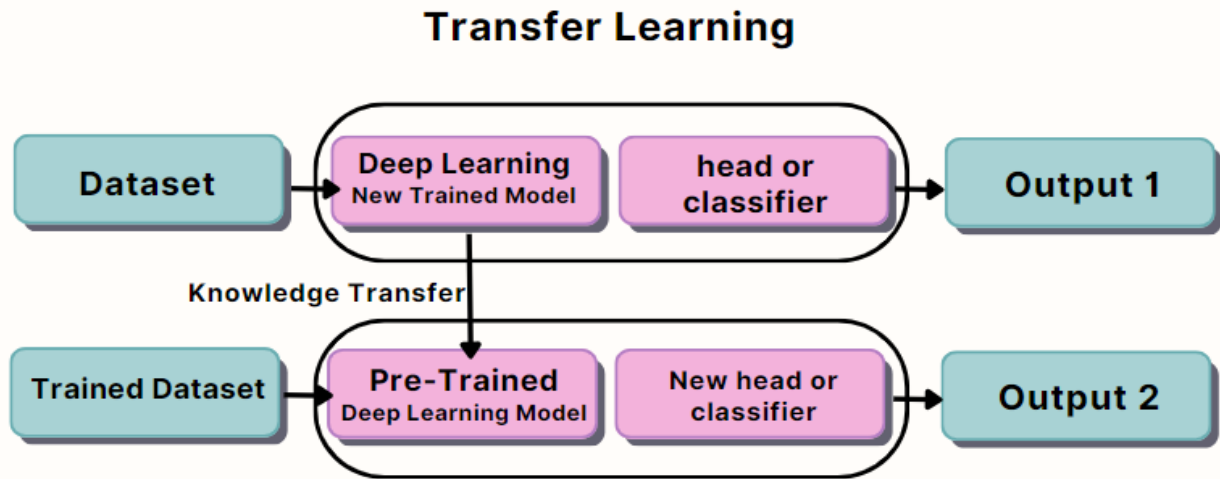 Transfer Learning
Dataset
Deep Learning
New Trained Model
head or
classifier
Output 1
Knowledge Transfer
Trained Dataset
Pre-Trained
Deep Learning Model
New head or
classifier
Output 2